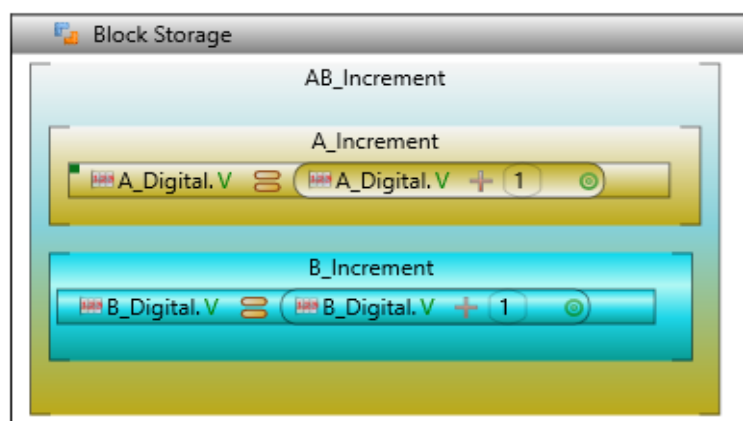 Block Storage
AB_Increment
A_Increment
A_Digital.V = A_Digital.V + 1
B_Increment
B_Digital.V = B_Digital.V + 1